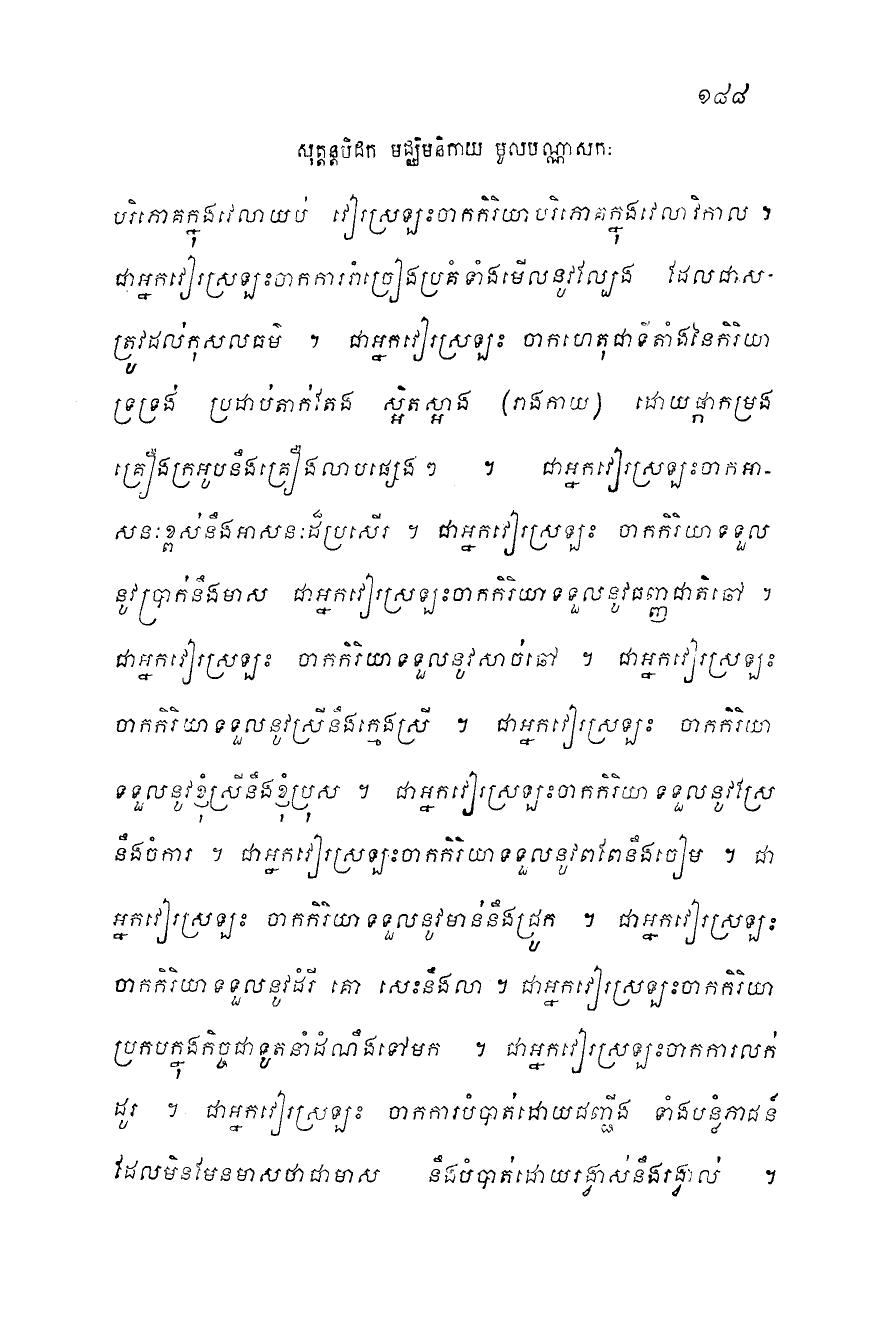 ១៨៨
សុត្តន្តបិដក មជ្ឈិមនិកាយ មូលបណ្ណាសកៈ
បរិភោគក្នុងវេលាយប់ វៀរស្រឡះចាកកិរិយាបរិភោគក្នុងវេលាវិកាល ។
ជាអ្នកវៀរស្រឡះចាកការរាំច្រៀងប្រគំទាំងមើលនូវល្បែង ដែលជាស-
ត្រូវដល់កុសលធម៌ ។ ជាអ្នកវៀរស្រឡះ ចាកហេតុជាទីតាំងនៃកិរិយា
ទ្រទ្រង់ ប្រដាប់តាក់តែង ស្អិតស្អាង (រាងកាយ) ដោយផ្កាកម្រង
គ្រឿងក្រអូបនឹងគ្រឿងលាបផ្សេងៗ ។ ជាអ្នកវៀរស្រឡះចាកអា-
សនៈខ្ពស់នឹងអាសនៈដ៏ប្រសើរ ។ ជាអ្នកវៀរស្រឡះ ចាកកិរិយាទទួល
នូវប្រាក់នឹងមាស ជាអ្នកវៀរស្រឡះចាកកិរិយាទទួលនូវធញ្ញជាតិឆៅ ។
ជាអ្នកវៀរស្រឡះ ចាកកិរិយាទទួលនូវសាច់ឆៅ ។ ជាអ្នកវៀរស្រឡះ
ចាកកិរិយាទទួលនូវស្រីនឹងក្មេងស្រី ។ ជាអ្នកវៀរស្រឡះ ចាកកិរិយា
ទទួលនូវខ្ញុំស្រីនឹងខ្ញុំប្រុស ។ ជាអ្នកវៀរស្រឡះចាកកិរិយាទទួលនូវស្រែ
នឹងចំការ ។ ជាអ្នកវៀរស្រឡះចាកកិរិយាទទួលនូវពពែនឹងចៀម ។ ជា
អ្នកវៀរស្រឡះ ចាកកិរិយាទទួលនូវមាន់នឹងជ្រូក ។ ជាអ្នកវៀរស្រឡះ
ចាកកិរិយាទទួលនូវដំរី គោ សេះនឹងលា ។ ជាអ្នកវៀរស្រឡះចាកកិរិយា
ប្រកបក្នុងកិច្ចជាទូតនាំដំណឹងទៅមក ។ ជាអ្នកវៀរស្រឡះចាកការលក់
ដូរ ។ ជាអ្នកវៀរស្រឡះ ចាកការបំបាត់ដោយជញ្ជីង ទាំងបន្លំភាជន៍
ដែលមិនមែនមាសថាជាមាស នឹងបំបាត់ដោយរង្វាស់នឹងរង្វាល់ ។